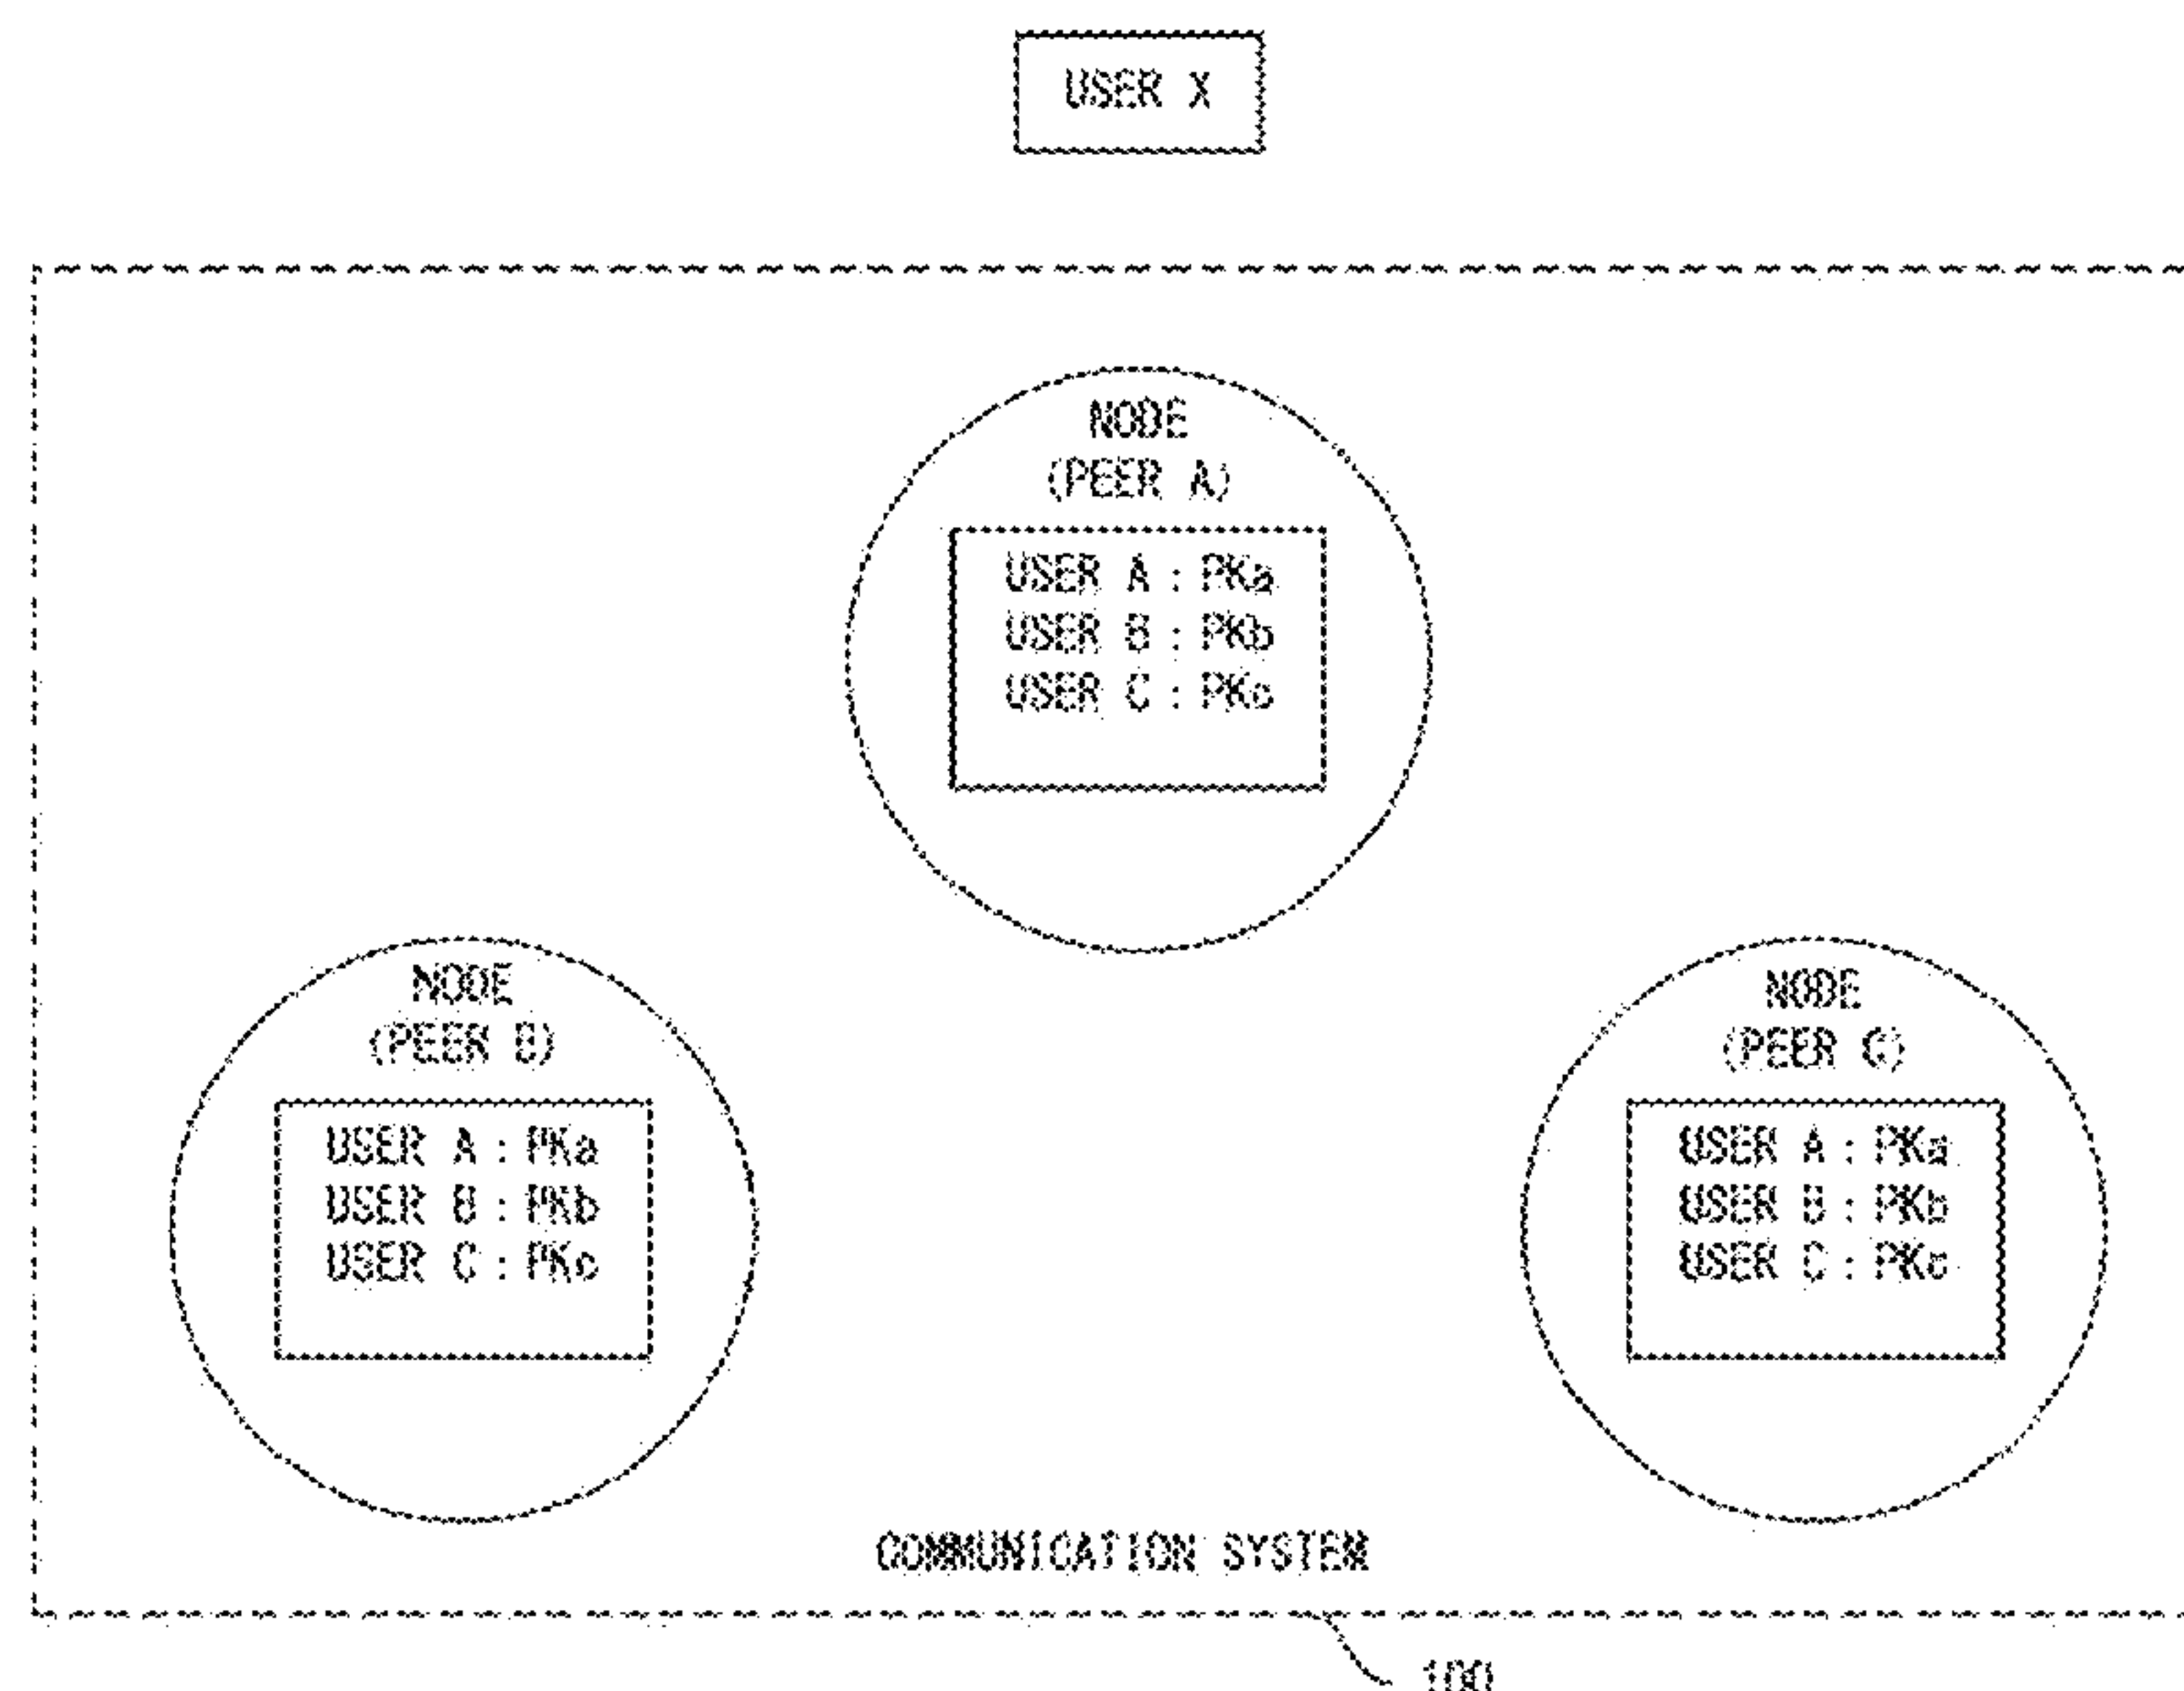 USER X
NODE
(PEER A)
USER A : PKa
USER B : PKb
USER C : PKc
NODE
(PEER B)
USER A : PKa
USER B : PKb
USER C : PKc
NODE
(PEER C)
USER A : PKa
USER B : PKb
USER C : PKc
COMMUNICATION SYSTEM
100